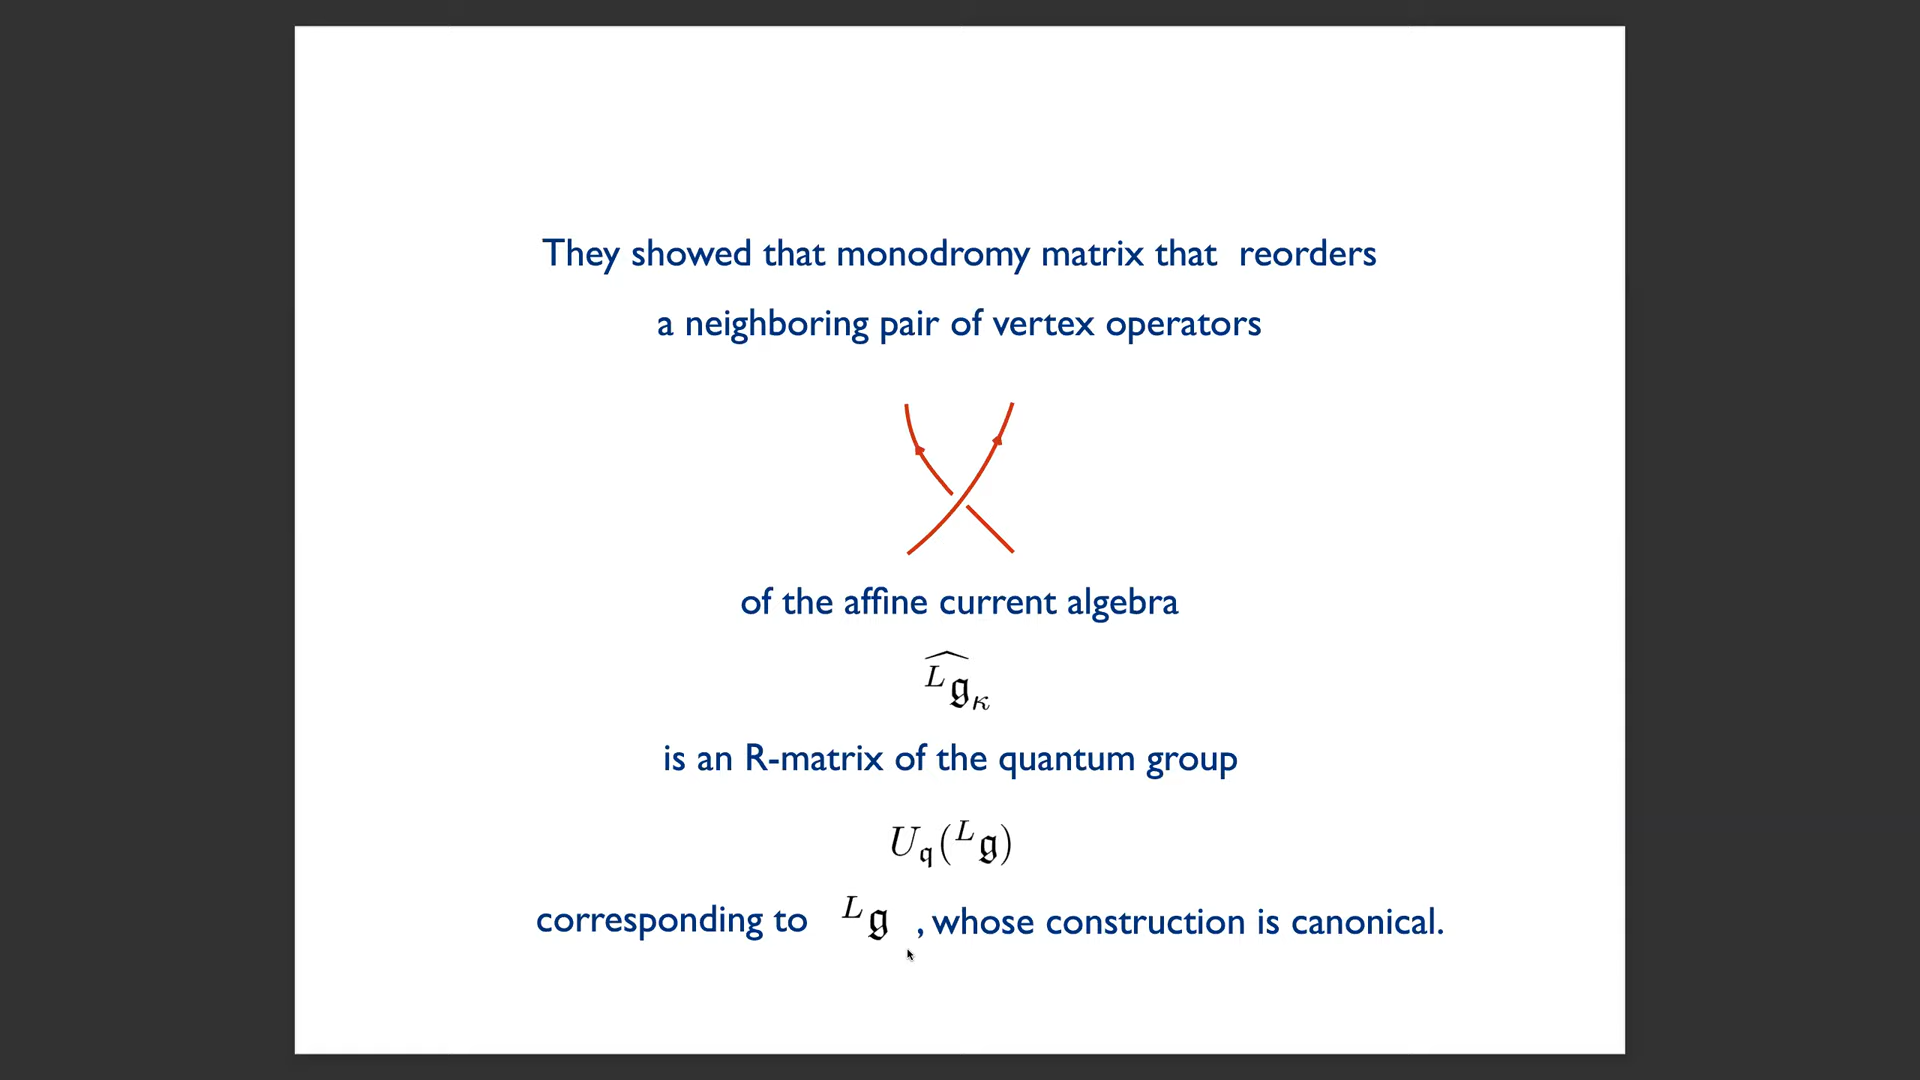 They showed that monodromy matrix that reorders
a neighboring pair of vertex operators
of the affine current algebra
$\widehat{^L\mathfrak{g}}_\kappa$
is an R-matrix of the quantum group
$U_{\mathfrak{q}}(^L\mathfrak{g})$
corresponding to $^L\mathfrak{g}$ , whose construction is canonical.